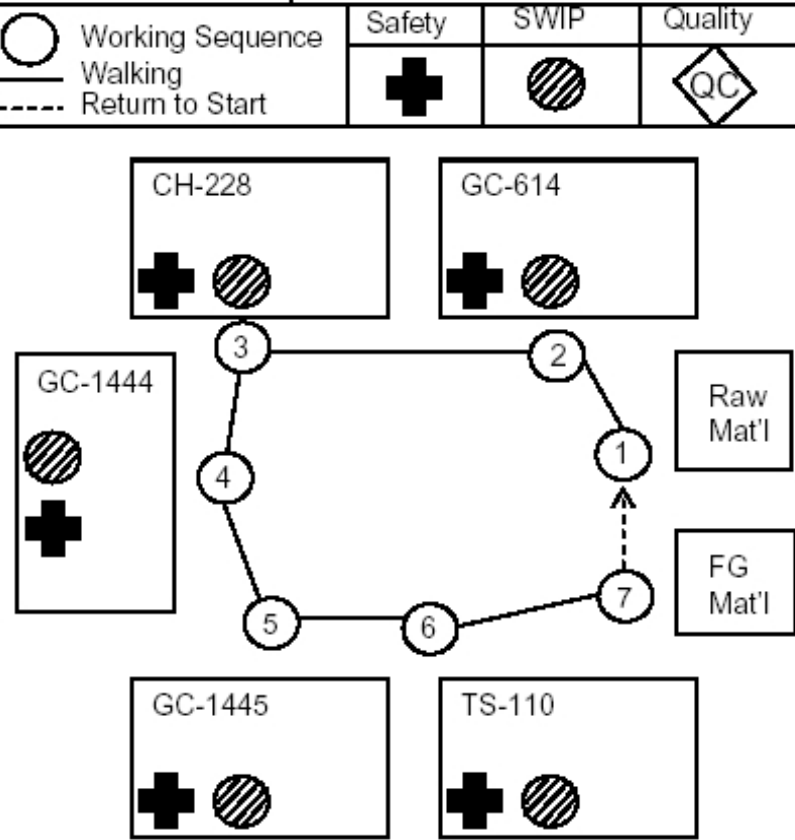 Working Sequence
Walking
Return to Start
Safety
SWIP
Quality
QC
CH-228
GC-614
3
2
GC-1444
Raw
Mat'l
1
4
FG
Mat'l
7
5
6
GC-1445
TS-110